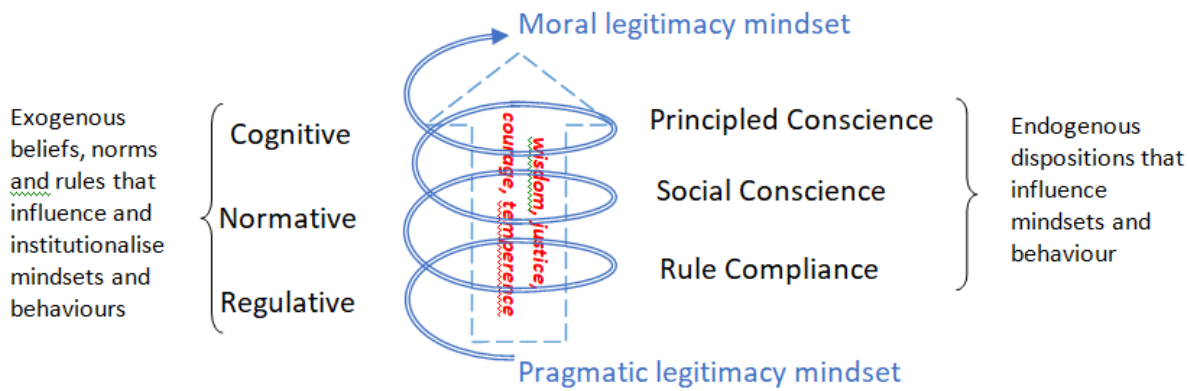 Moral legitimacy mindset
Exogenous
beliefs, norms
and rules that
influence and
institutionalise
mindsets and
behaviours
Cognitive
Normative
Regulative
wisdom, justice,
courage, temperence
Principled Conscience
Social Conscience
Rule Compliance
Endogenous
dispositions that
influence
mindsets and
behaviour
Pragmatic legitimacy mindset